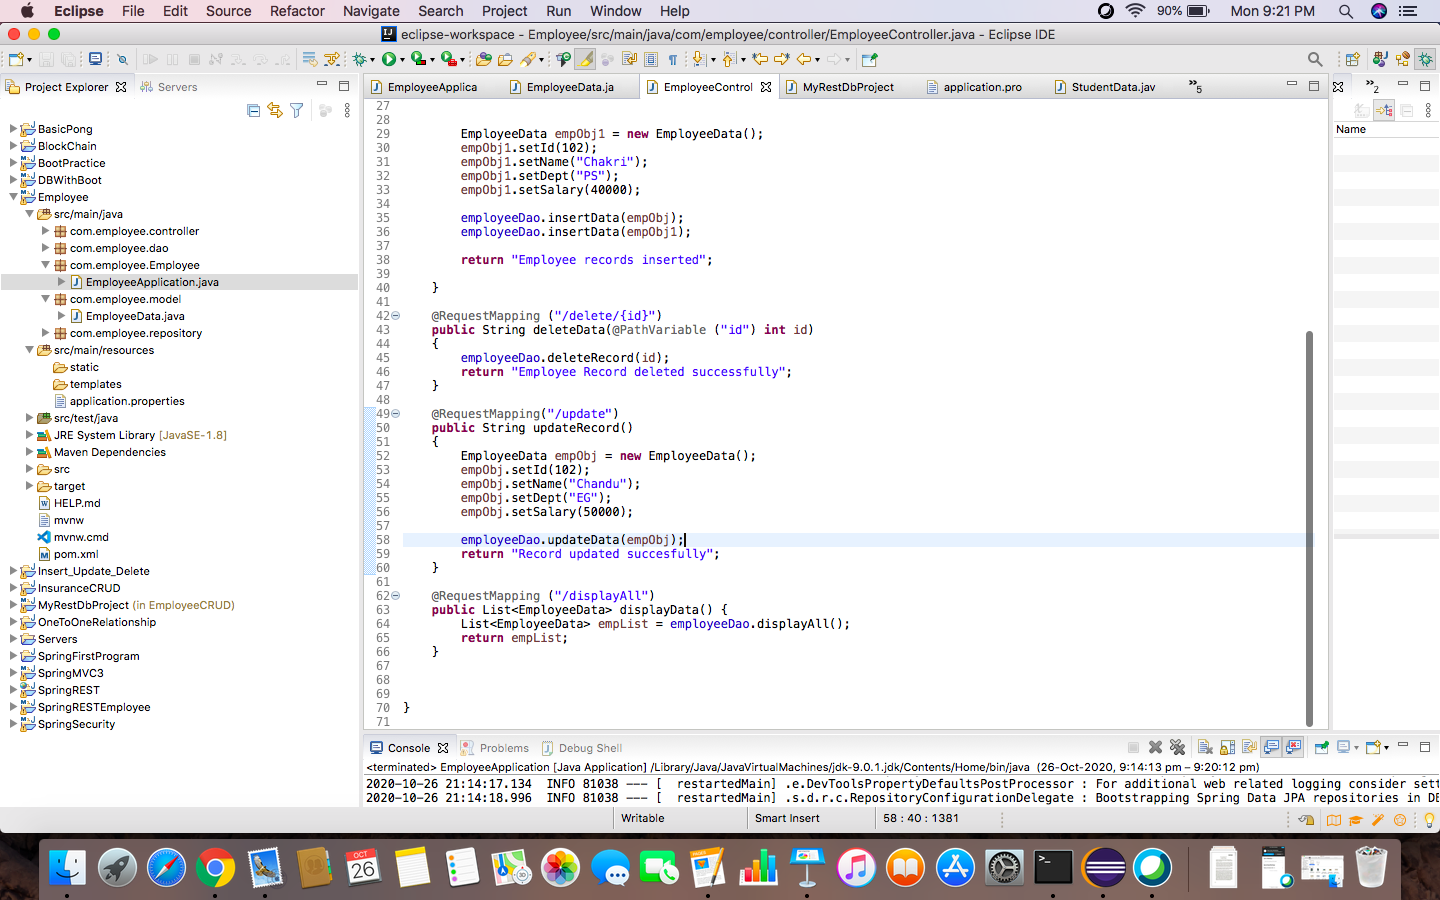 Eclipse File Edit Source Refactor Navigate Search Project Run Window Help 90% Mon 9:21 PM
eclipse-workspace - Employee/src/main/java/com/employee/controller/EmployeeController.java - Eclipse IDE
Project Explorer Servers
EmployeeApplica EmployeeData.ja EmployeeControl MyRestDbProject application.pro StudentData.jav »5
»2
Name
BasicPong
BlockChain
BootPractice
DBWithBoot
Employee
src/main/java
com.employee.controller
com.employee.dao
com.employee.Employee
EmployeeApplication.java
com.employee.model
EmployeeData.java
com.employee.repository
src/main/resources
static
templates
application.properties
src/test/java
JRE System Library [JavaSE-1.8]
Maven Dependencies
src
target
HELP.md
mvnw
mvnw.cmd
pom.xml
Insert_Update_Delete
InsuranceCRUD
MyRestDbProject (in EmployeeCRUD)
OneToOneRelationship
Servers
SpringFirstProgram
SpringMVC3
SpringREST
SpringRESTEmployee
SpringSecurity
27
28
29 EmployeeData empObj1 = new EmployeeData();
30 empObj1.setId(102);
31 empObj1.setName("Chakri");
32 empObj1.setDept("PS");
33 empObj1.setSalary(40000);
34
35 employeeDao.insertData(empObj);
36 employeeDao.insertData(empObj1);
37
38 return "Employee records inserted";
39
40 }
41
42 @RequestMapping ("/delete/{id}")
43 public String deleteData(@PathVariable ("id") int id)
44 {
45 employeeDao.deleteRecord(id);
46 return "Employee Record deleted successfully";
47 }
48
49 @RequestMapping("/update")
50 public String updateRecord()
51 {
52 EmployeeData empObj = new EmployeeData();
53 empObj.setId(102);
54 empObj.setName("Chandu");
55 empObj.setDept("EG");
56 empObj.setSalary(50000);
57
58 employeeDao.updateData(empObj);
59 return "Record updated succesfully";
60 }
61
62 @RequestMapping ("/displayAll")
63 public List<EmployeeData> displayData() {
64 List<EmployeeData> empList = employeeDao.displayAll();
65 return empList;
66 }
67
68
69
70 }
71
Console Problems Debug Shell
<terminated> EmployeeApplication [Java Application] /Library/Java/JavaVirtualMachines/jdk-9.0.1.jdk/Contents/Home/bin/java (26-Oct-2020, 9:14:13 pm – 9:20:12 pm)
2020-10-26 21:14:17.134 INFO 81038 --- [ restartedMain] .e.DevToolsPropertyDefaultsPostProcessor : For additional web related logging consider sett
2020-10-26 21:14:18.996 INFO 81038 --- [ restartedMain] .s.d.r.c.RepositoryConfigurationDelegate : Bootstrapping Spring Data JPA repositories in DE
Writable Smart Insert 58 : 40 : 1381
OCT
26